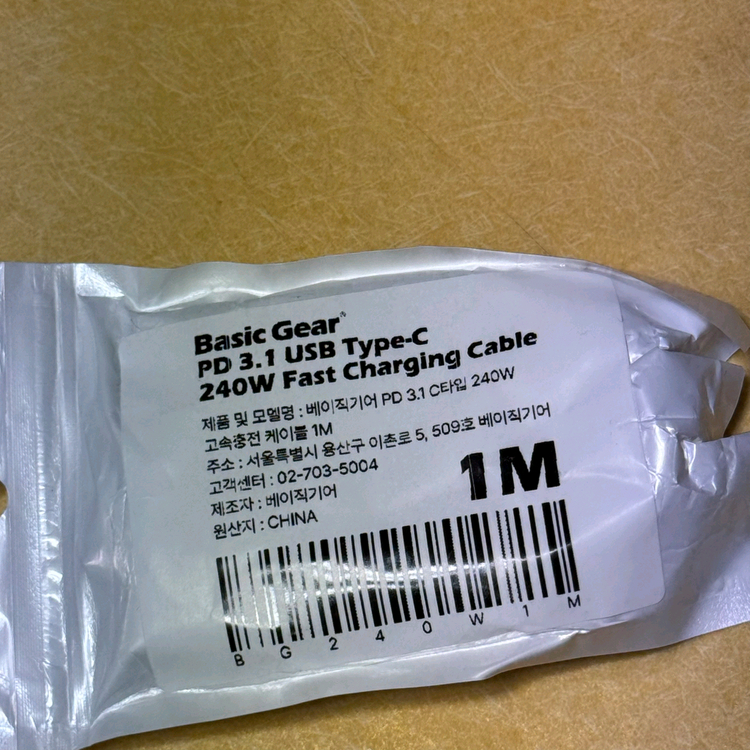 Basic Gear®
PD 3.1 USB Type-C
240W Fast Charging Cable
제품 및 모델명 : 베이직기어 PD 3.1 C타입 240W
고속충전 케이블 1M
주소 : 서울특별시 용산구 이촌로 5, 509호 베이직기어
고객센터 : 02-703-5004
제조자 : 베이직기어
원산지 : CHINA
1M
BG240W1M